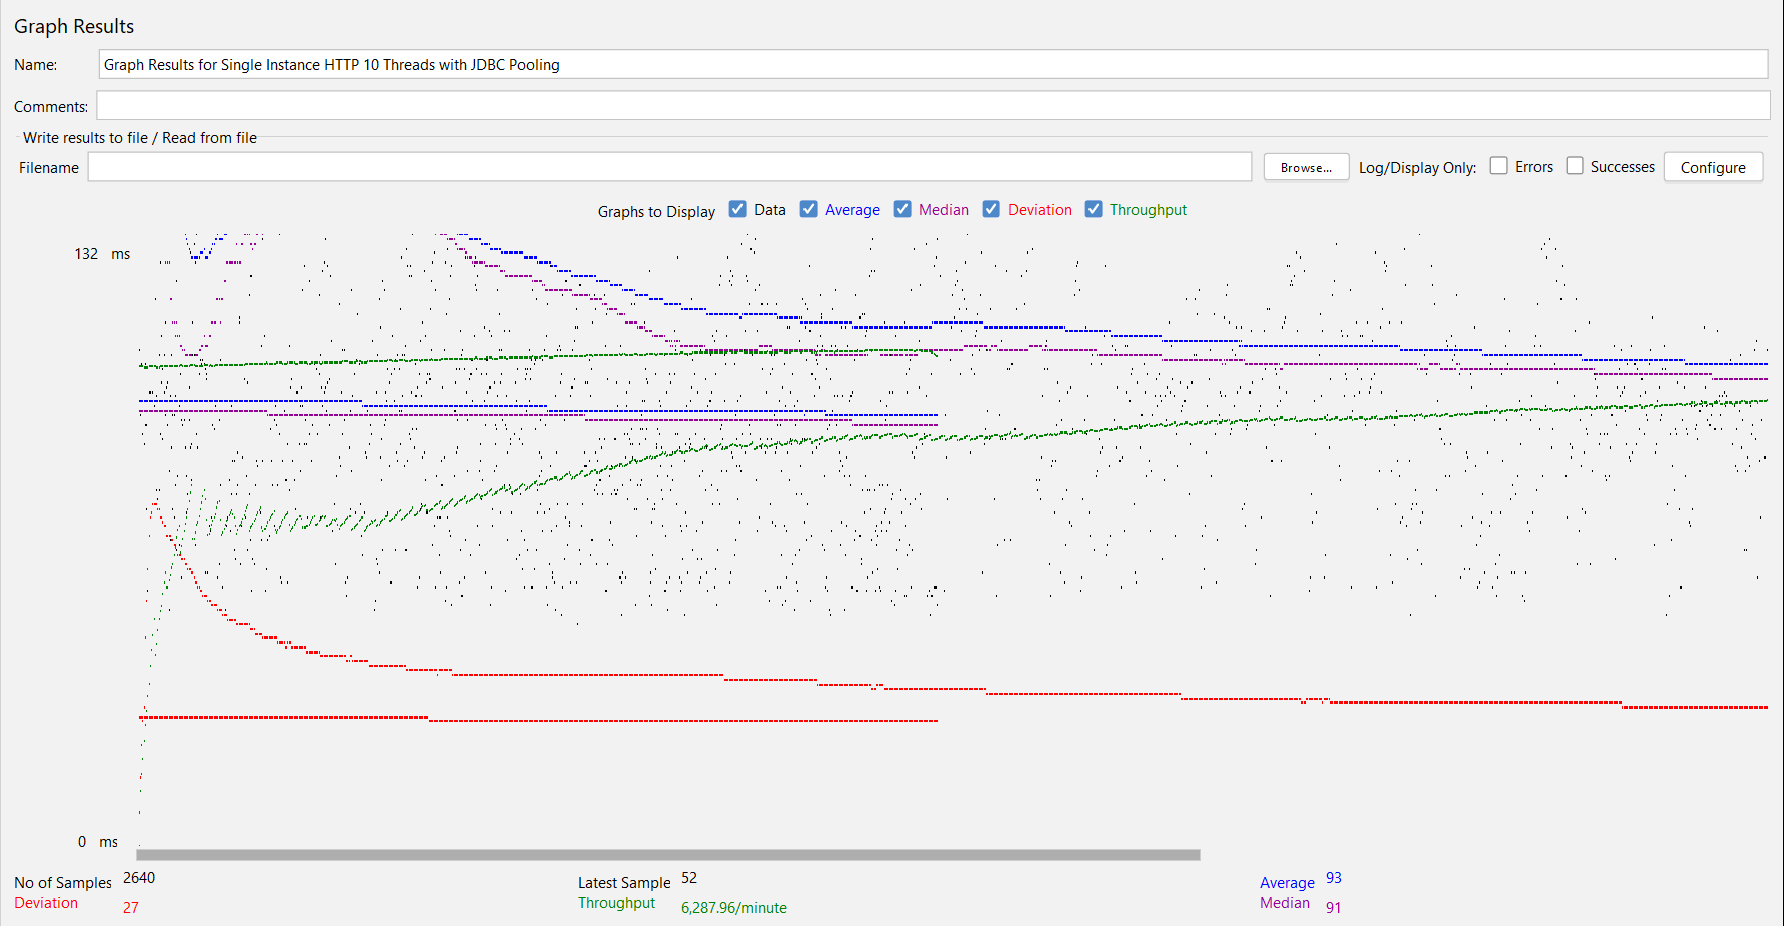 Graph Results
Name: Graph Results for Single Instance HTTP 10 Threads with JDBC Pooling
Comments:
Write results to file / Read from file
Filename Browse... Log/Display Only: Errors Successes Configure
Graphs to Display Data Average Median Deviation Throughput
132 ms
0 ms
No of Samples 2640 Latest Sample 52 Average 93
Deviation 27 Throughput 6,287.96/minute Median 91